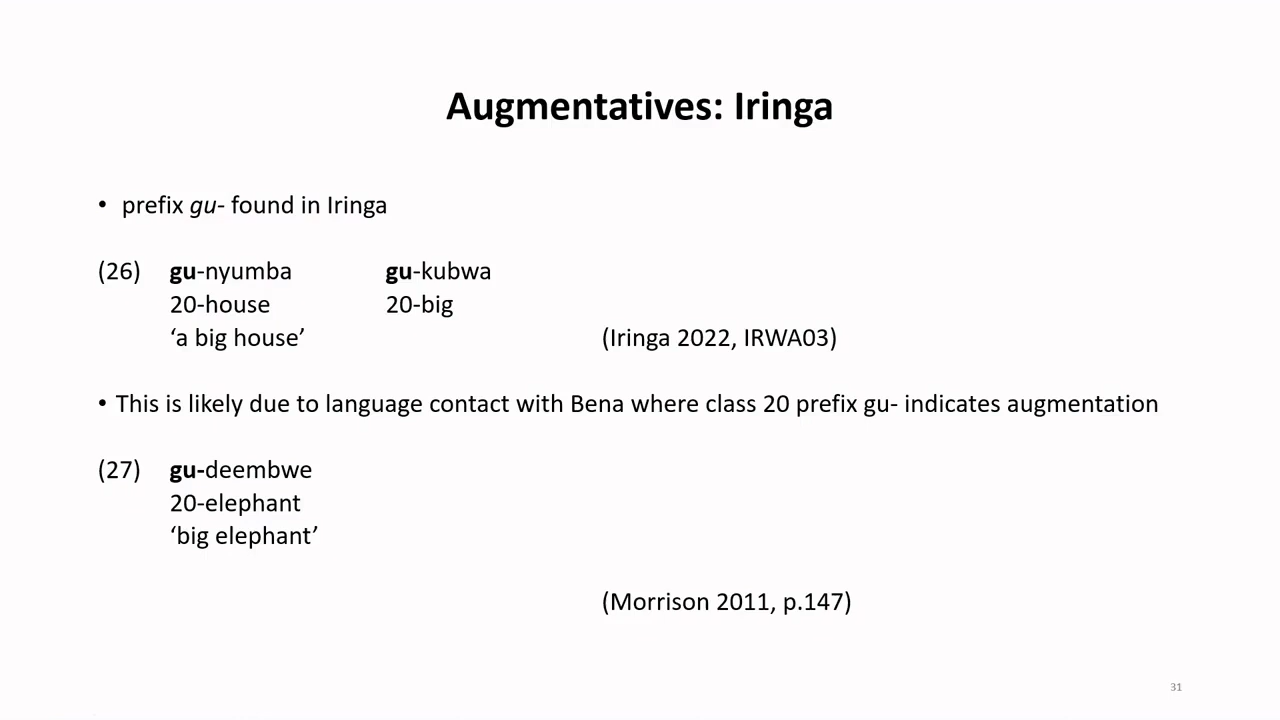 Augmentatives: Iringa
• prefix gu- found in Iringa
(26) gu-nyumba gu-kubwa
20-house 20-big
‘a big house’ (Iringa 2022, IRWA03)
• This is likely due to language contact with Bena where class 20 prefix gu- indicates augmentation
(27) gu-deembwe
20-elephant
‘big elephant’
(Morrison 2011, p.147)
31